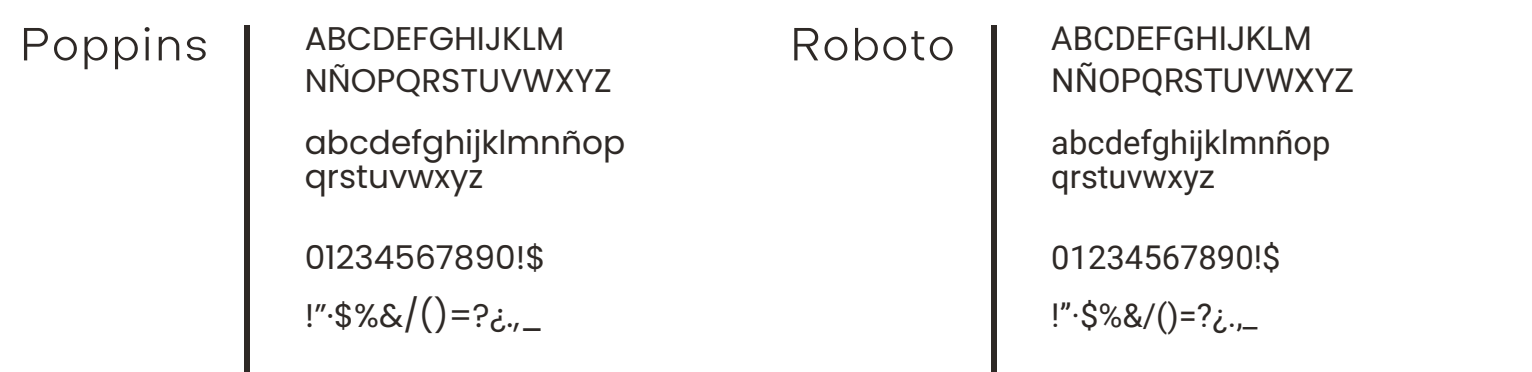 Poppins
ABCDEFGHIJKLM
NÑOPQRSTUVWXYZ
abcdefghijklmnñop
qrstuvwxyz
01234567890!$
!”·$%&/()=?¿.,_
Roboto
ABCDEFGHIJKLM
NÑOPQRSTUVWXYZ
abcdefghijklmnñop
qrstuvwxyz
01234567890!$
!”·$%&/()=?¿.,_